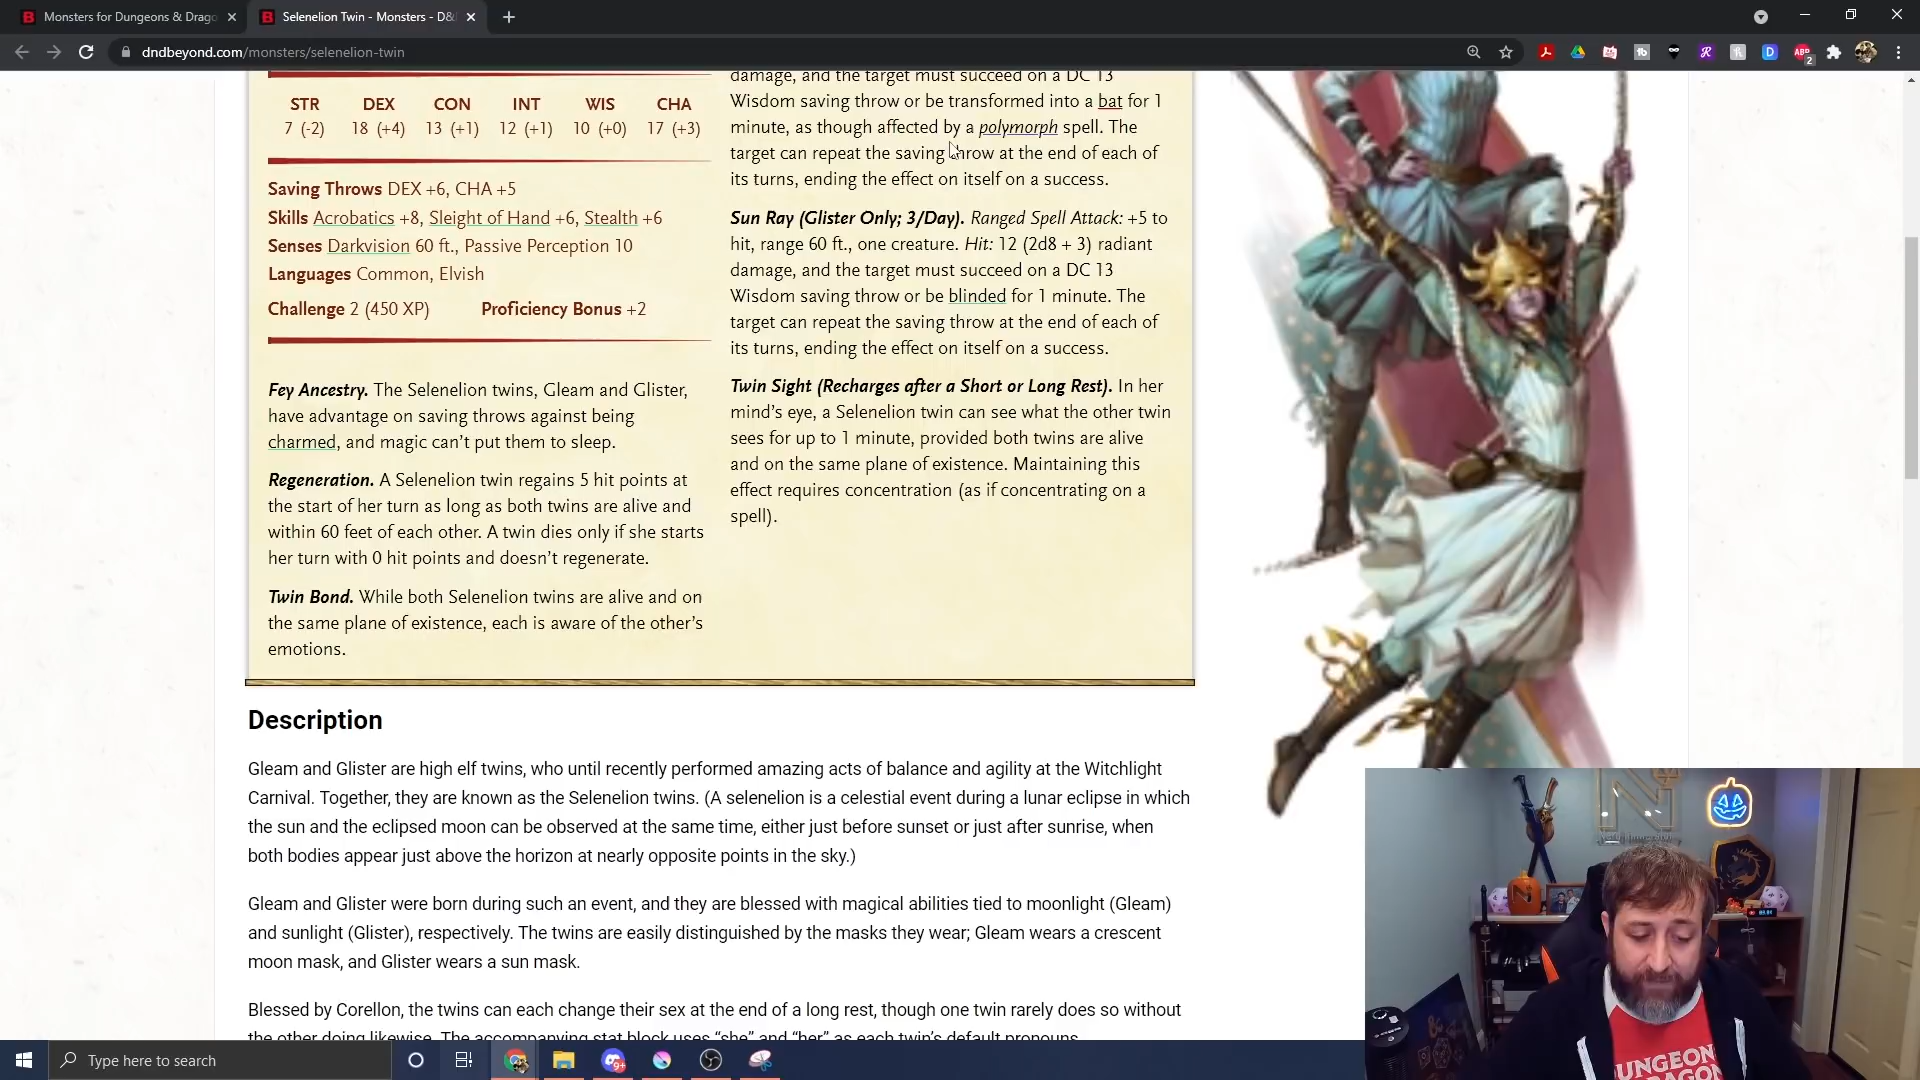 Monsters for Dungeons & Drago
Selenelion Twin - Monsters - D&
dndbeyond.com/monsters/selenelion-twin
STR DEX CON INT WIS CHA
7 (-2) 18 (+4) 13 (+1) 12 (+1) 10 (+0) 17 (+3)
Saving Throws DEX +6, CHA +5
Skills Acrobatics +8, Sleight of Hand +6, Stealth +6
Senses Darkvision 60 ft., Passive Perception 10
Languages Common, Elvish
Challenge 2 (450 XP) Proficiency Bonus +2
Fey Ancestry. The Selenelion twins, Gleam and Glister,
have advantage on saving throws against being
charmed, and magic can’t put them to sleep.
Regeneration. A Selenelion twin regains 5 hit points at
the start of her turn as long as both twins are alive and
within 60 feet of each other. A twin dies only if she starts
her turn with 0 hit points and doesn’t regenerate.
Twin Bond. While both Selenelion twins are alive and on
the same plane of existence, each is aware of the other’s
emotions.
damage, and the target must succeed on a DC 13
Wisdom saving throw or be transformed into a bat for 1
minute, as though affected by a polymorph spell. The
target can repeat the saving throw at the end of each of
its turns, ending the effect on itself on a success.
Sun Ray (Glister Only; 3/Day). Ranged Spell Attack: +5 to
hit, range 60 ft., one creature. Hit: 12 (2d8 + 3) radiant
damage, and the target must succeed on a DC 13
Wisdom saving throw or be blinded for 1 minute. The
target can repeat the saving throw at the end of each of
its turns, ending the effect on itself on a success.
Twin Sight (Recharges after a Short or Long Rest). In her
mind’s eye, a Selenelion twin can see what the other twin
sees for up to 1 minute, provided both twins are alive
and on the same plane of existence. Maintaining this
effect requires concentration (as if concentrating on a
spell).
Description
Gleam and Glister are high elf twins, who until recently performed amazing acts of balance and agility at the Witchlight
Carnival. Together, they are known as the Selenelion twins. (A selenelion is a celestial event during a lunar eclipse in which
the sun and the eclipsed moon can be observed at the same time, either just before sunset or just after sunrise, when
both bodies appear just above the horizon at nearly opposite points in the sky.)
Gleam and Glister were born during such an event, and they are blessed with magical abilities tied to moonlight (Gleam)
and sunlight (Glister), respectively. The twins are easily distinguished by the masks they wear; Gleam wears a crescent
moon mask, and Glister wears a sun mask.
Blessed by Corellon, the twins can each change their sex at the end of a long rest, though one twin rarely does so without
the other doing likewise. The accompanying stat block uses “she” and “her” as each twin’s default pronouns.
DUNGEON
DRAGON
Type here to search